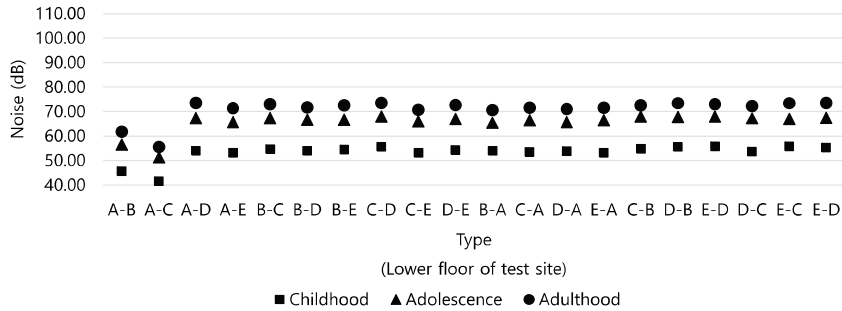 110.00
100.00
90.00
80.00
70.00
60.00
50.00
40.00
Noise (dB)
A-B A-C A-D A-E B-C B-D B-E C-D C-E D-E B-A C-A D-A E-A C-B D-B E-D D-C E-C E-D
Type
(Lower floor of test site)
Childhood Adolescence Adulthood